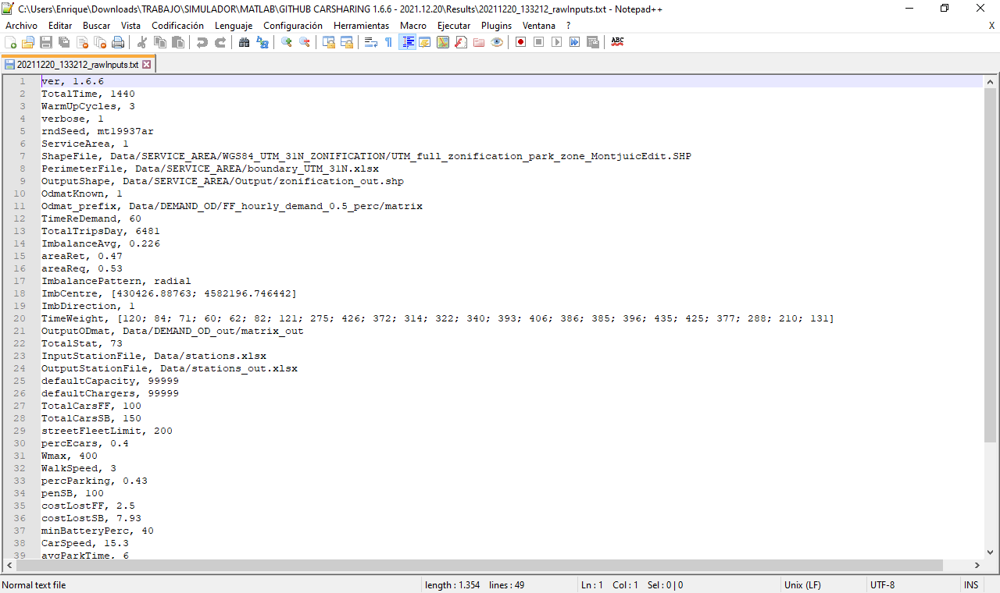 C:\Users\Enrique\Downloads\TRABAJO\SIMULADOR\MATLAB\GITHUB CARSHARING 1.6.6 - 2021.12.20\Results\20211220_133212_rawInputs.txt - Notepad++
Archivo Editar Buscar Vista Codificación Lenguaje Configuración Herramientas Macro Ejecutar Plugins Ventana ? X
ABC
20211220_133212_rawInputs.txt
1 ver, 1.6.6
2 TotalTime, 1440
3 WarmUpCycles, 3
4 verbose, 1
5 rndSeed, mt19937ar
6 ServiceArea, 1
7 ShapeFile, Data/SERVICE_AREA/WGS84_UTM_31N_ZONIFICATION/UTM_full_zonification_park_zone_MontjuicEdit.SHP
8 PerimeterFile, Data/SERVICE_AREA/boundary_UTM_31N.xlsx
9 OutputShape, Data/SERVICE_AREA/Output/zonification_out.shp
10 OdmatKnown, 1
11 Odmat_prefix, Data/DEMAND_OD/FF_hourly_demand_0.5_perc/matrix
12 TimeReDemand, 60
13 TotalTripsDay, 6481
14 ImbalanceAvg, 0.226
15 areaRet, 0.47
16 areaReq, 0.53
17 ImbalancePattern, radial
18 ImbCentre, [430426.88763; 4582196.746442]
19 ImbDirection, 1
20 TimeWeight, [120; 84; 71; 60; 62; 82; 121; 275; 426; 372; 314; 322; 340; 393; 406; 386; 385; 396; 435; 425; 377; 288; 210; 131]
21 OutputODmat, Data/DEMAND_OD_out/matrix_out
22 TotalStat, 73
23 InputStationFile, Data/stations.xlsx
24 OutputStationFile, Data/stations_out.xlsx
25 defaultCapacity, 99999
26 defaultChargers, 99999
27 TotalCarsFF, 100
28 TotalCarsSB, 150
29 streetFleetLimit, 200
30 percEcars, 0.4
31 Wmax, 400
32 WalkSpeed, 3
33 percParking, 0.43
34 penSB, 100
35 costLostFF, 2.5
36 costLostSB, 7.93
37 minBatteryPerc, 40
38 CarSpeed, 15.3
39 avgParkTime, 6
Normal text file length : 1.354 lines : 49 Ln : 1 Col : 1 Sel : 0 | 0 Unix (LF) UTF-8 INS